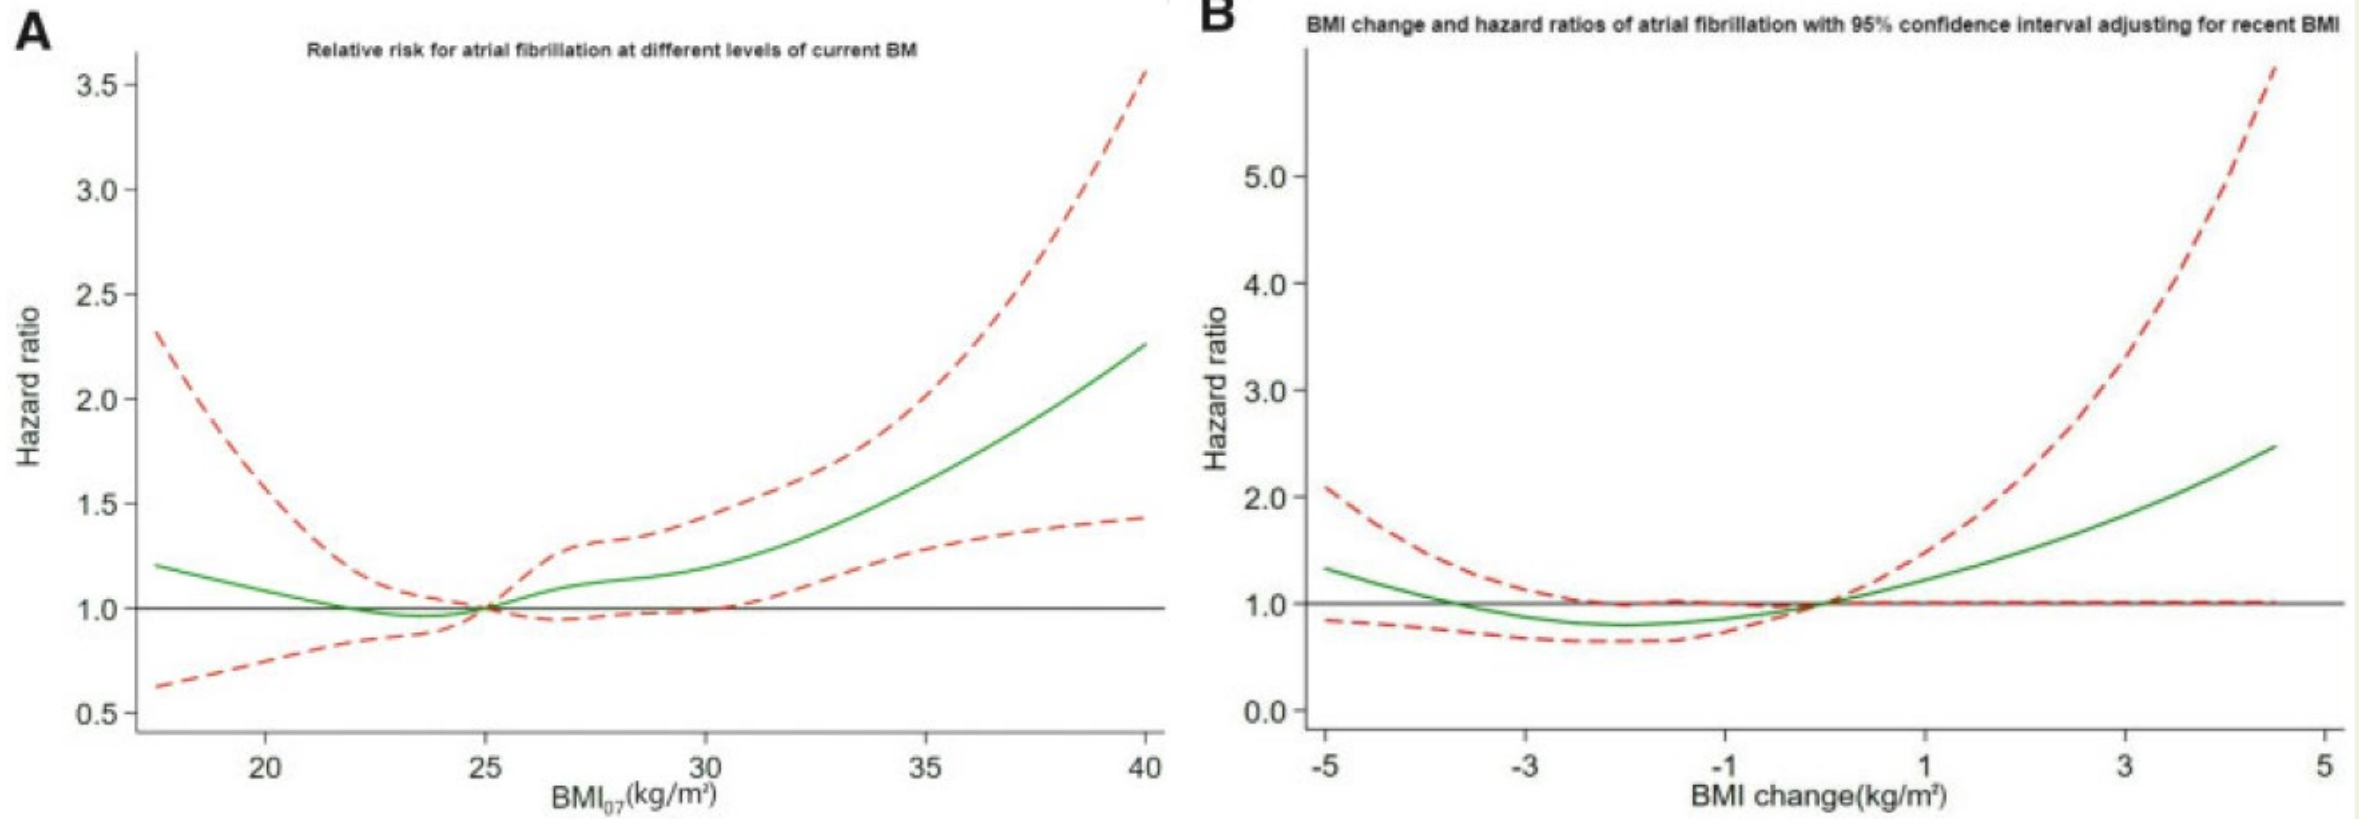 A
Relative risk for atrial fibrillation at different levels of current BM
3.5
3.0
2.5
2.0
1.5
1.0
0.5
Hazard ratio
20 25 30 35 40
BMI₀₇(kg/m²)
B
BMI change and hazard ratios of atrial fibrillation with 95% confidence interval adjusting for recent BMI
5.0
4.0
3.0
2.0
1.0
0.0
Hazard ratio
-5 -3 -1 1 3 5
BMI change(kg/m²)